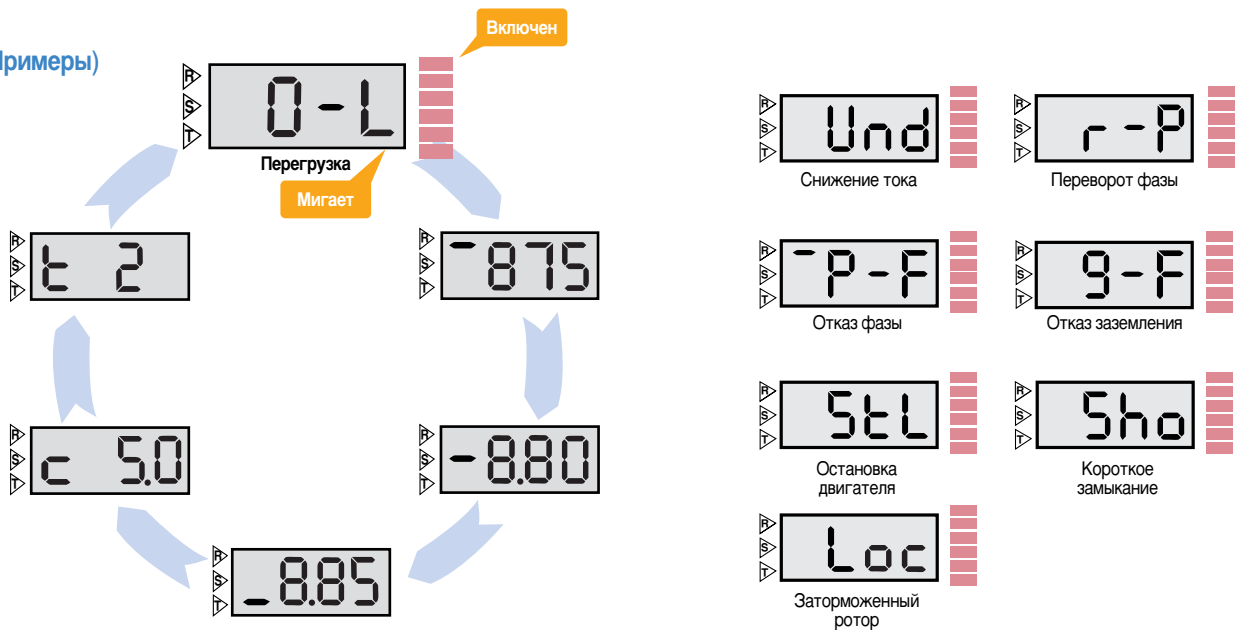 Примеры)
Включен
R
S
T
0-L
Перегрузка
Мигает
R
S
T
-875
R
S
T
-8.80
R
S
T
_8.85
R
S
T
c 5.0
R
S
T
t 2
R
S
T
Und
Снижение тока
R
S
T
r-P
Переворот фазы
R
S
T
-P-F
Отказ фазы
R
S
T
g-F
Отказ заземления
R
S
T
StL
Остановка
двигателя
R
S
T
Sho
Короткое
замыкание
R
S
T
Loc
Заторможенный
ротор